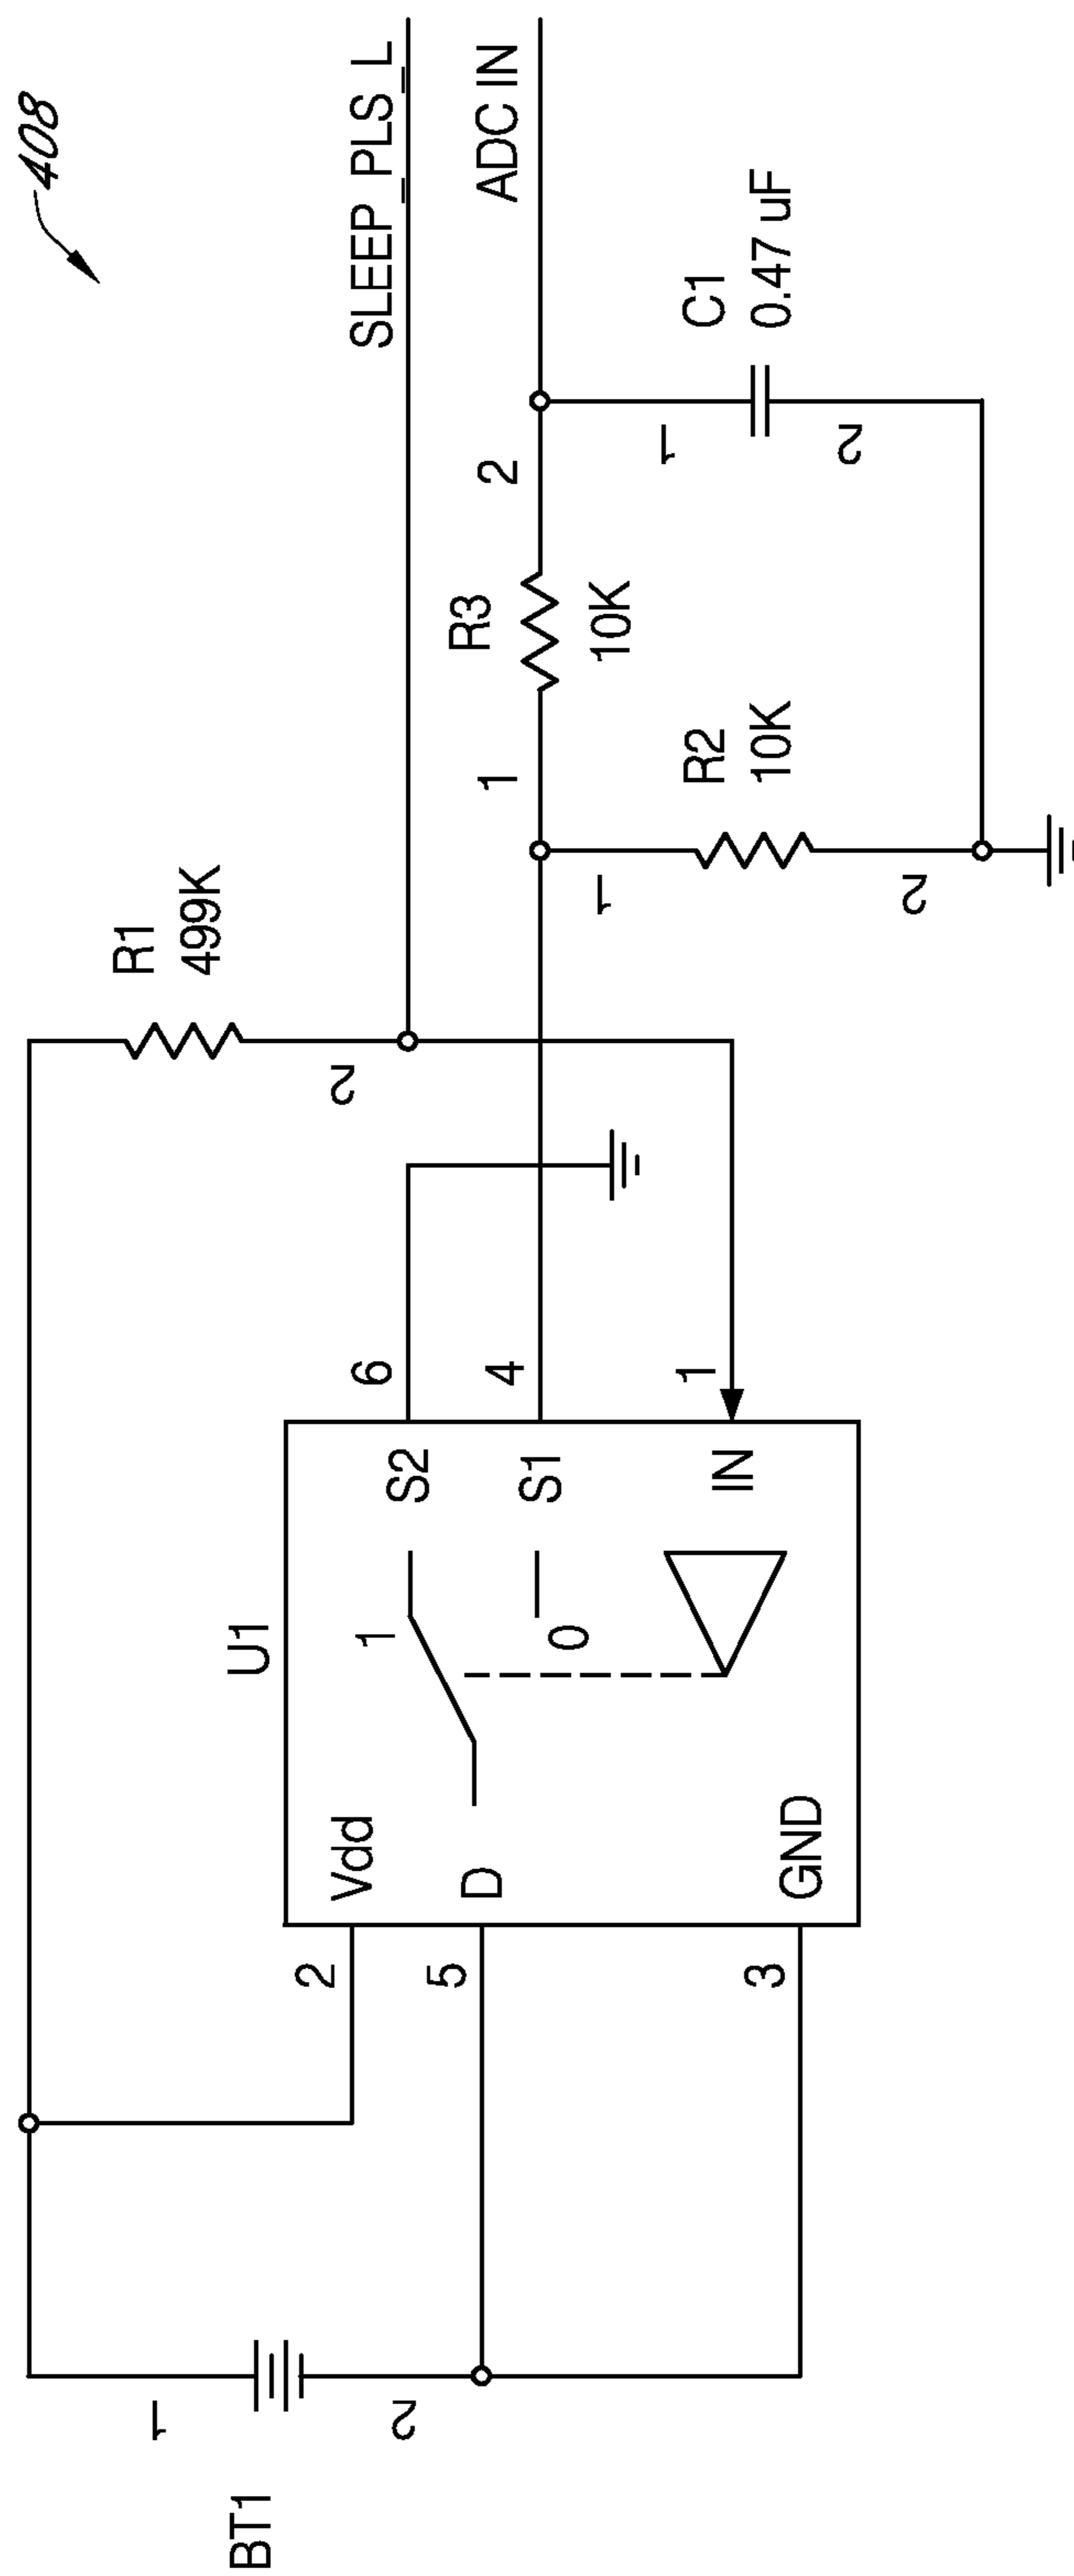 408
SLEEP_PLS_L
ADC IN
R1
499K
2
R3
10K
1
2
R2
10K
1
2
C1
0.47 uF
1
2
U1
Vdd
D
GND
S2
S1
IN
1
0
6
4
1
2
5
3
BT1
1
2